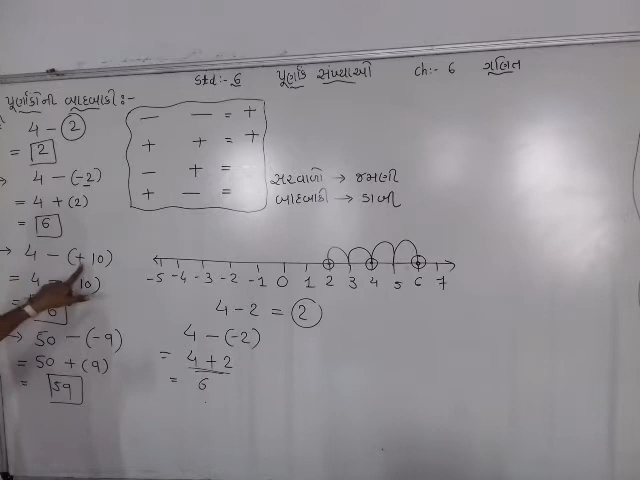 Std:- 6 પૂર્ણાંક સંખ્યાઓ ch:- 6 ગણિત
પૂર્ણાંકોની બાદબાકી:-
4 - 2
= 2
→ 4 - (-2)
= 4 + (2)
= 6
→ 4 - (+10)
= 4 - 10)
=
→ 50 - (-9)
= 50 + (9)
= 59
- - = +
+ + = +
- + =
+ - =
સરવાળો → જમણી
બાદબાકી → ડાબી
-5 -4 -3 -2 -1 0 1 2 3 4 5 6 7
4 - 2 = 2
4 - (-2)
= 4 + 2
= 6